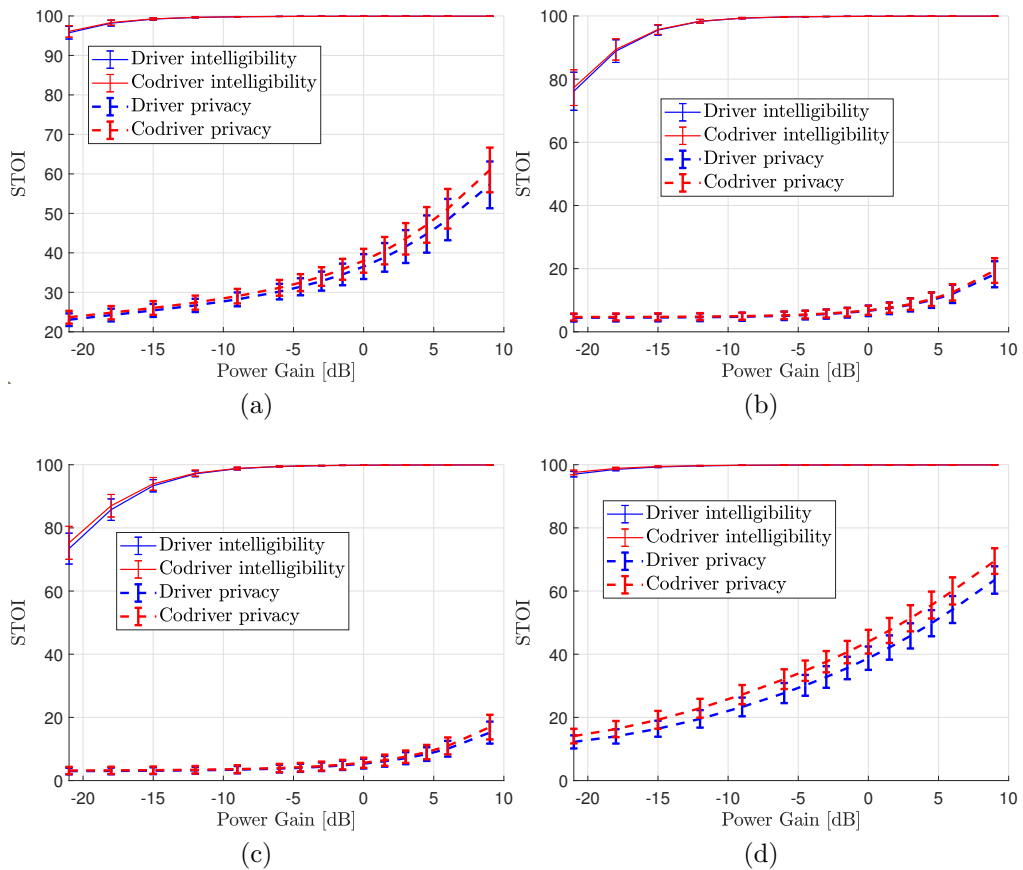 100
90
80
70
60
50
40
30
20
STOI
Driver intelligibility
Codriver intelligibility
Driver privacy
Codriver privacy
-20 -15 -10 -5 0 5 10
Power Gain [dB]
(a)
100
80
60
40
20
0
STOI
Driver intelligibility
Codriver intelligibility
Driver privacy
Codriver privacy
-20 -15 -10 -5 0 5 10
Power Gain [dB]
(b)
100
80
60
40
20
0
STOI
Driver intelligibility
Codriver intelligibility
Driver privacy
Codriver privacy
-20 -15 -10 -5 0 5 10
Power Gain [dB]
(c)
100
80
60
40
20
0
STOI
Driver intelligibility
Codriver intelligibility
Driver privacy
Codriver privacy
-20 -15 -10 -5 0 5 10
Power Gain [dB]
(d)